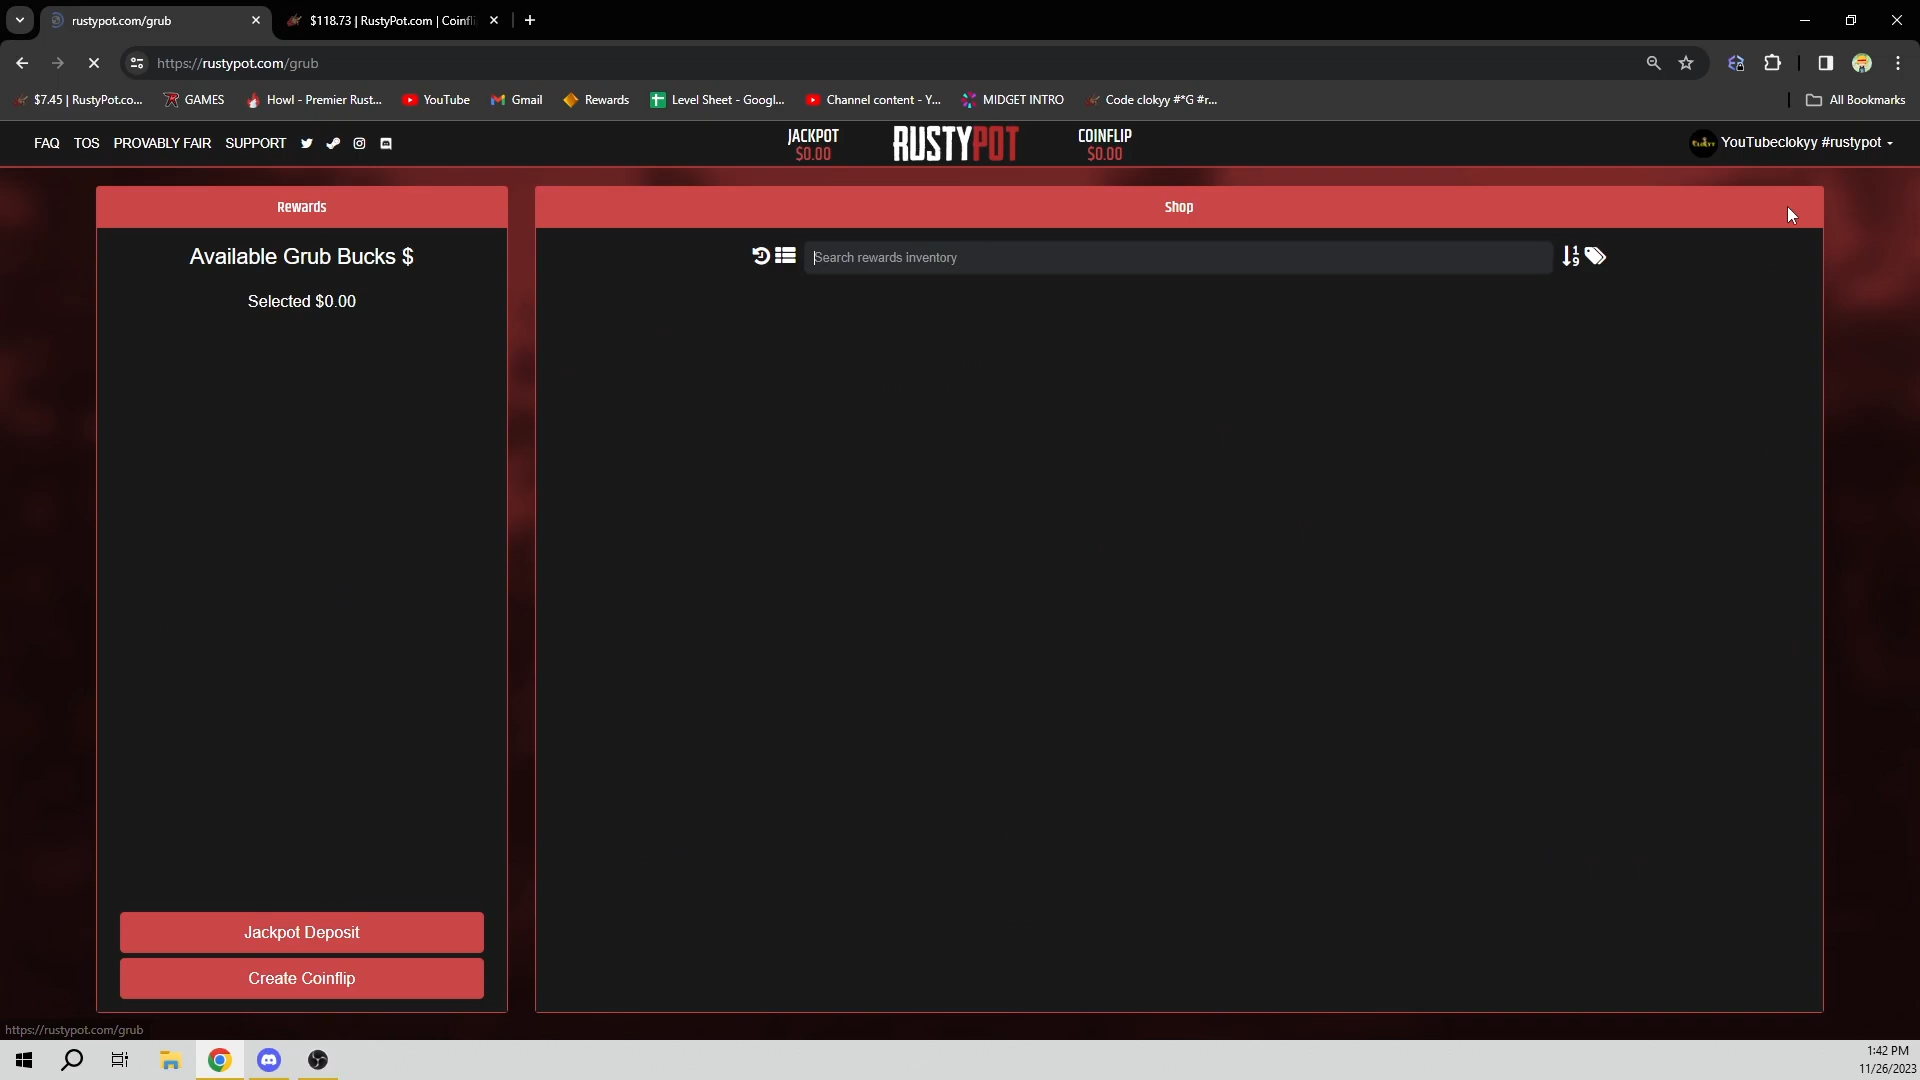 rustypot.com/grub
$118.73 | RustyPot.com | Coinfli
https://rustypot.com/grub
$7.45 | RustyPot.co...
GAMES
Howl - Premier Rust...
YouTube
Gmail
Rewards
Level Sheet - Googl...
Channel content - Y...
MIDGET INTRO
Code clokyy #*G #r...
All Bookmarks
FAQ
TOS
PROVABLY FAIR
SUPPORT
JACKPOT
$0.00
RUSTYPOT
COINFLIP
$0.00
YouTubeclokyy #rustypot
Rewards
Available Grub Bucks $
Selected $0.00
Jackpot Deposit
Create Coinflip
Shop
Search rewards inventory
https://rustypot.com/grub
1:42 PM
11/26/2023